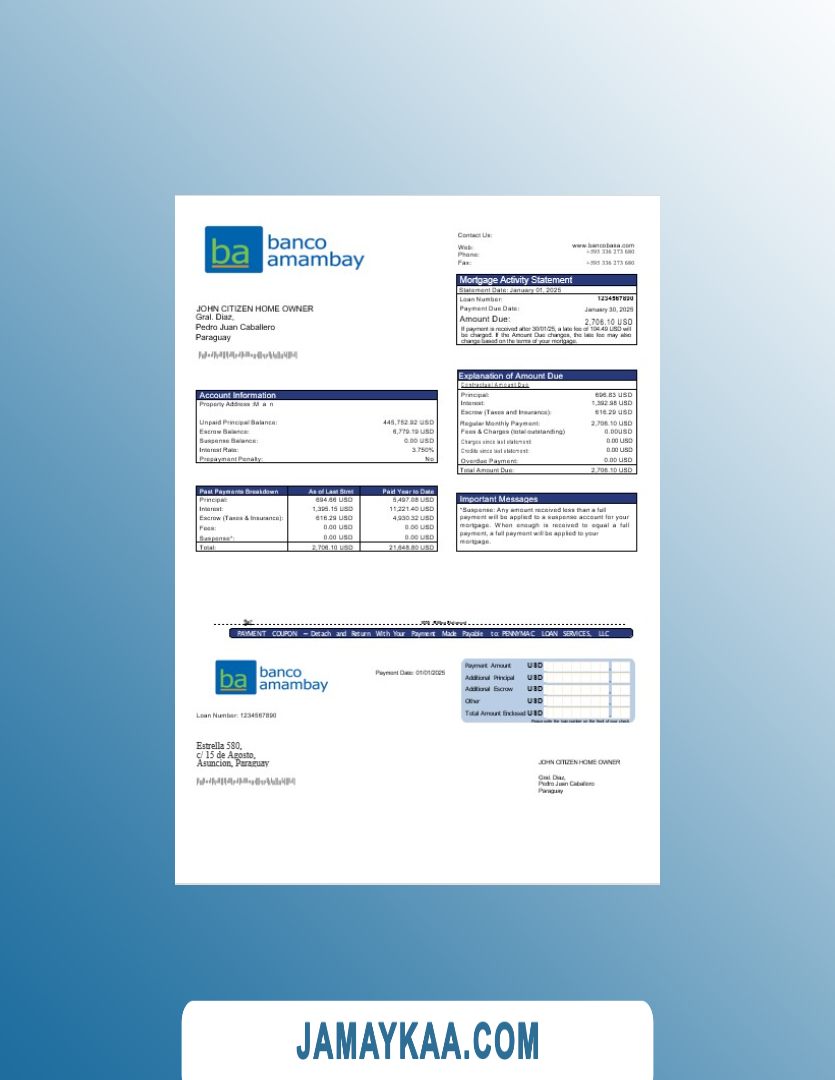 ba banco
amambay
Contact Us:
Web: www.bancobasa.com
Phone: +595 336 273 680
Fax: +595 336 273 680
Mortgage Activity Statement
Statement Date: January 01, 2025
Loan Number: 1234567890
Payment Due Date: January 30, 2025
Amount Due: 2,706.10 USD
If payment is received after 30/01/25, a late fee of 104.49 USD will
be charged. If the Amount Due changes, the late fee may also
change based on the terms of your mortgage.
JOHN CITIZEN HOME OWNER
Gral. Diaz,
Pedro Juan Caballero
Paraguay
Explanation of Amount Due
Contractual Amount Due
Principal: 696.83 USD
Interest: 1,392.98 USD
Escrow (Taxes and Insurance): 616.29 USD
Regular Monthly Payment: 2,706.10 USD
Fees & Charges (total outstanding) 0.00USD
Charges since last statement: 0.00 USD
Credits since last statement: 0.00 USD
Overdue Payment: 0.00 USD
Total Amount Due: 2,706.10 USD
Account Information
Property Address :M a n
Unpaid Principal Balance: 445,752.92 USD
Escrow Balance: 6,779.19 USD
Suspense Balance: 0.00 USD
Interest Rate: 3.750%
Prepayment Penalty: No
Past Payments Breakdown As of Last Stmt Paid Year to Date
Principal: 694.66 USD 5,497.08 USD
Interest: 1,395.15 USD 11,221.40 USD
Escrow (Taxes & Insurance): 616.29 USD 4,930.32 USD
Fees: 0.00 USD 0.00 USD
Suspense*: 0.00 USD 0.00 USD
Total: 2,706.10 USD 21,648.80 USD
Important Messages
*Suspense: Any amount received less than a full
payment will be applied to a suspense account for your
mortgage. When enough is received to equal a full
payment, a full payment will be applied to your
mortgage.
PAYMENT COUPON – Detach and Return With Your Payment Made Payable to: PENNYMAC LOAN SERVICES, LLC
ba banco
amambay
Payment Date: 01/01/2025
Payment Amount USD
Additional Principal USD
Additional Escrow USD
Other USD
Total Amount Enclosed USD
Loan Number: 1234567890
Estrella 580,
c/ 15 de Agosto,
Asuncion, Paraguay
JOHN CITIZEN HOME OWNER
Gral. Diaz,
Pedro Juan Caballero
Paraguay
JAMAYKAA.COM